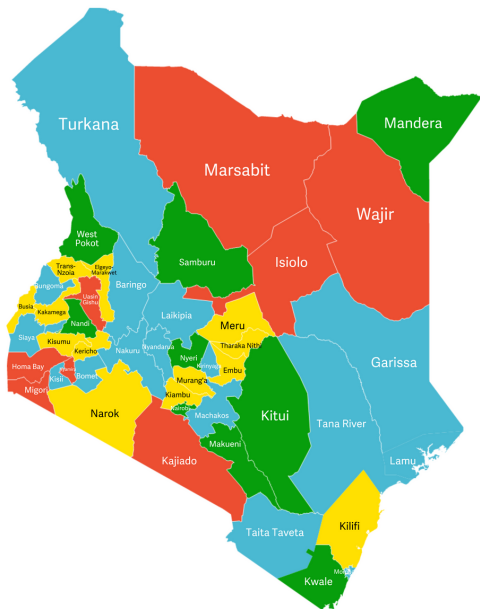 Turkana
Mandera
Marsabit
Wajir
West
Pokot
Samburu
Isiolo
Trans-
Nzoia
Elgeyo-
Marakwet
Bungoma
Baringo
Uasin
Gishu
Busia
Kakamega
Laikipia
Nandi
Meru
Siaya
Kisumu
Nyandarua
Tharaka Nithi
Kericho
Nakuru
Nyeri
Garissa
Homa Bay
Kirinyaga
Embu
Kisii
Bomet
Murang'a
Migori
Kiambu
Narok
Nairobi
Machakos
Kitui
Tana River
Makueni
Kajiado
Lamu
Kilifi
Taita Taveta
Kwale